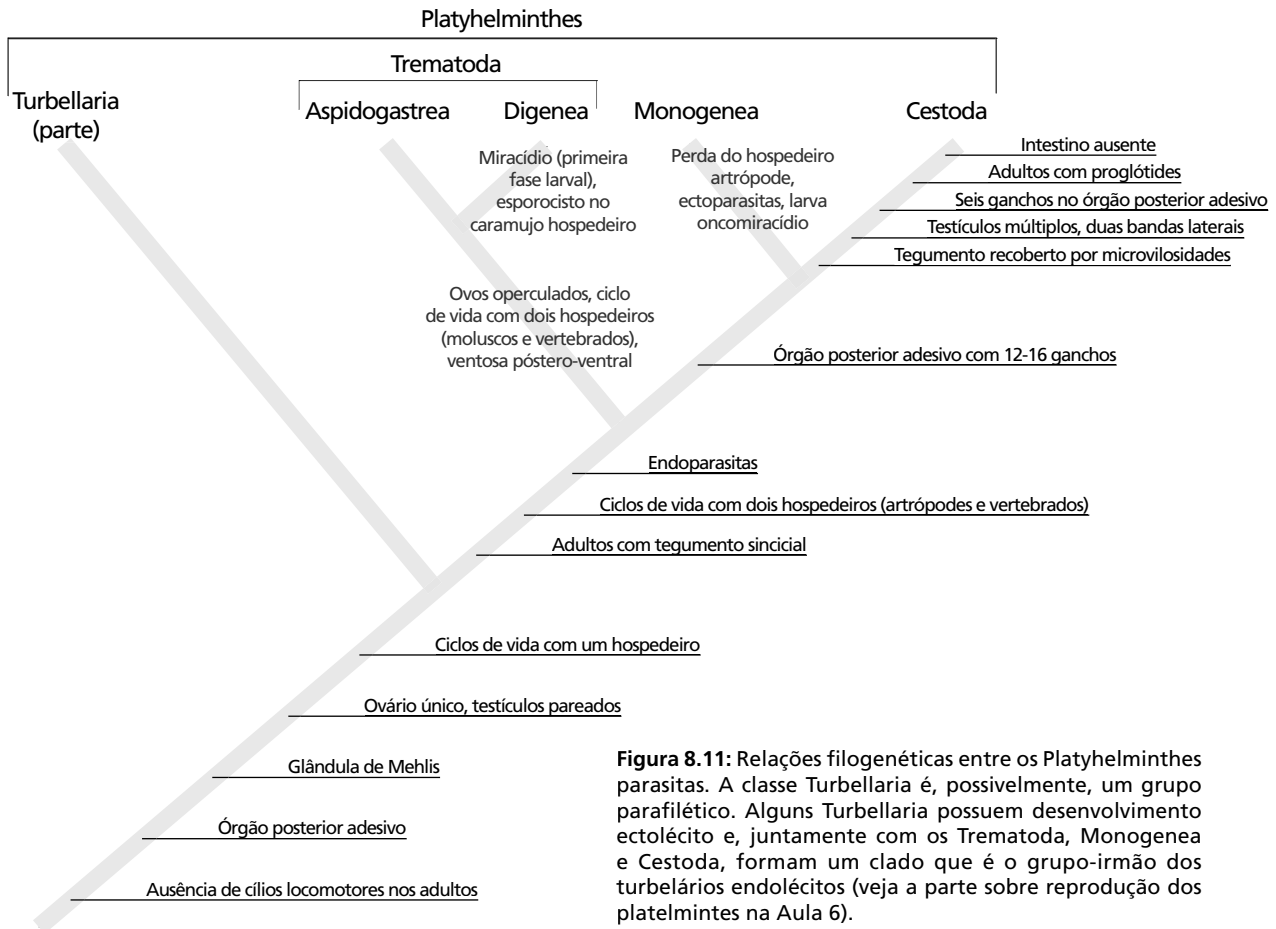 Platyhelminthes
Trematoda
Turbellaria
(parte)
Aspidogastrea
Digenea
Monogenea
Cestoda
Miracídio (primeira
fase larval),
esporocisto no
caramujo hospedeiro
Perda do hospedeiro
artrópode,
ectoparasitas, larva
oncomiracídio
Intestino ausente
Adultos com proglótides
Seis ganchos no órgão posterior adesivo
Testículos múltiplos, duas bandas laterais
Tegumento recoberto por microvilosidades
Ovos operculados, ciclo
de vida com dois hospedeiros
(moluscos e vertebrados),
ventosa póstero-ventral
Órgão posterior adesivo com 12-16 ganchos
Endoparasitas
Ciclos de vida com dois hospedeiros (artrópodes e vertebrados)
Adultos com tegumento sincicial
Ciclos de vida com um hospedeiro
Ovário único, testículos pareados
Glândula de Mehlis
Órgão posterior adesivo
Ausência de cílios locomotores nos adultos
Figura 8.11: Relações filogenéticas entre os Platyhelminthes
parasitas. A classe Turbellaria é, possivelmente, um grupo
parafilético. Alguns Turbellaria possuem desenvolvimento
ectolécito e, juntamente com os Trematoda, Monogenea
e Cestoda, formam um clado que é o grupo-irmão dos
turbelários endolécitos (veja a parte sobre reprodução dos
platelmintes na Aula 6).